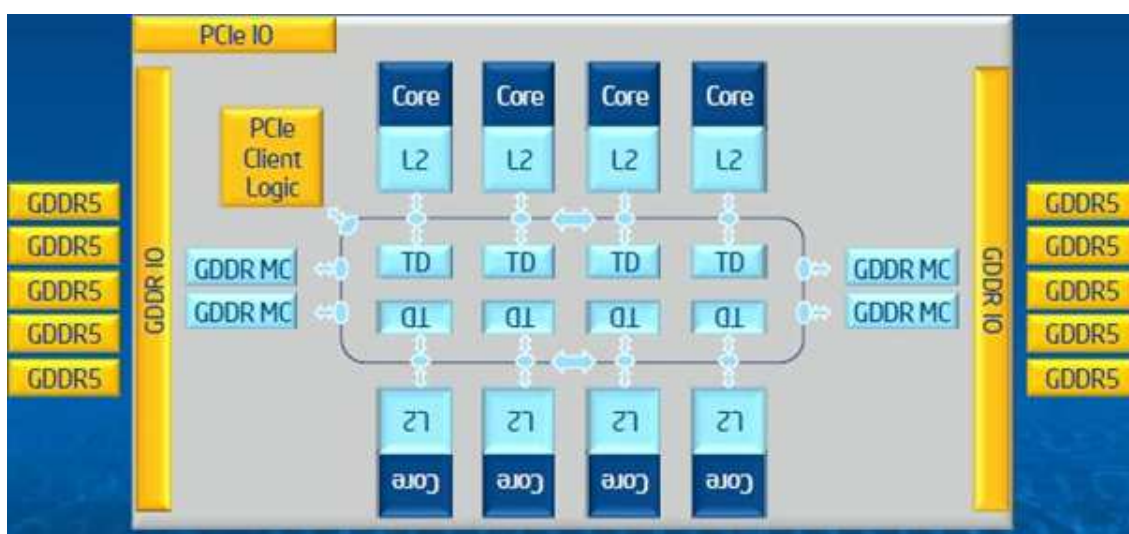 PCIe IO
Core Core Core Core
PCIe
Client
Logic
L2 L2 L2 L2
GDDR5 GDDR5
GDDR5 GDDR5
GDDR5 GDDR5
GDDR5 GDDR5
GDDR5 GDDR5
GDDR IO
GDDR MC TD TD TD TD GDDR MC
GDDR MC TD TD TD TD GDDR MC
GDDR IO
L2 L2 L2 L2
Core Core Core Core